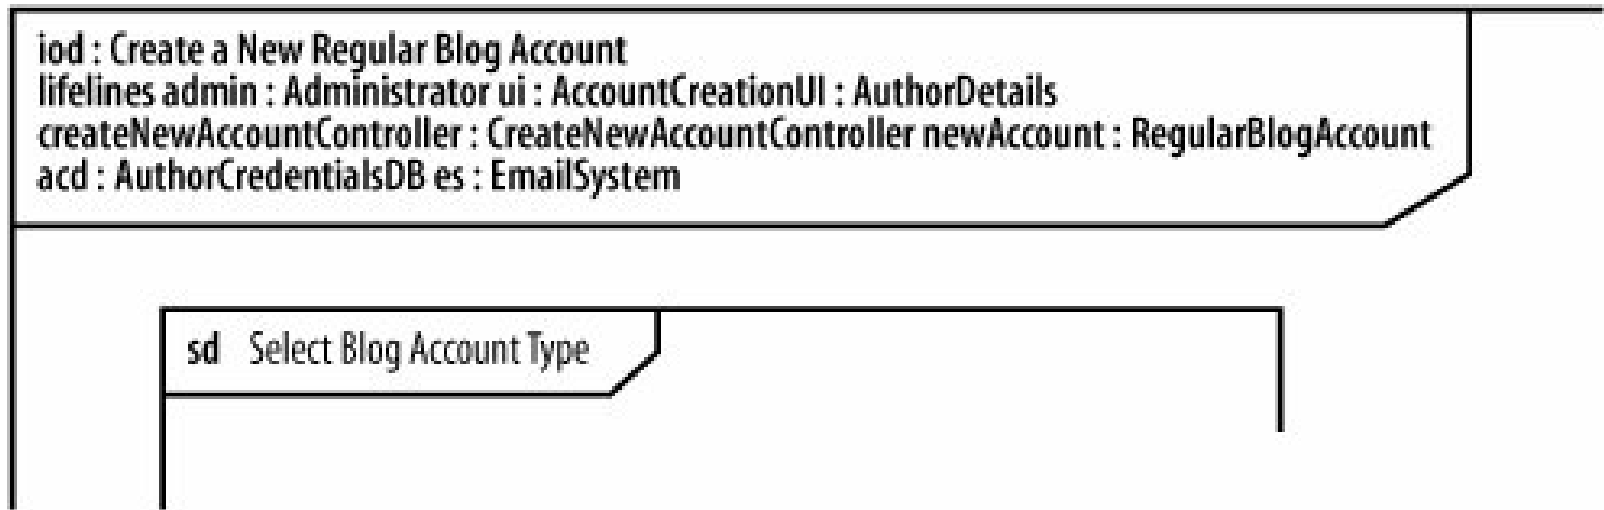 iod : Create a New Regular Blog Account
lifelines admin : Administrator ui : AccountCreationUI : AuthorDetails
createNewAccountController : CreateNewAccountController newAccount : RegularBlogAccount
acd : AuthorCredentialsDB es : EmailSystem
sd Select Blog Account Type